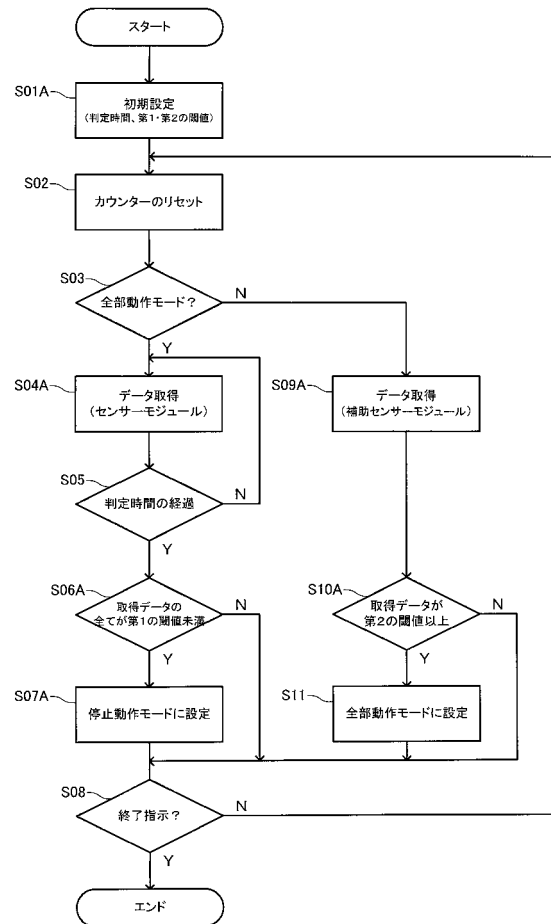 スタート
S01A
初期設定
(判定時間、第1・第2の閾値)
S02
カウンターのリセット
S03
全部動作モード?
N
Y
S04A
データ取得
(センサーモジュール)
S09A
データ取得
(補助センサーモジュール)
S05
判定時間の経過
N
Y
S06A
取得データの
全てが第1の閾値未満
N
Y
S10A
取得データが
第2の閾値以上
N
Y
S07A
停止動作モードに設定
S11
全部動作モードに設定
S08
終了指示?
N
Y
エンド